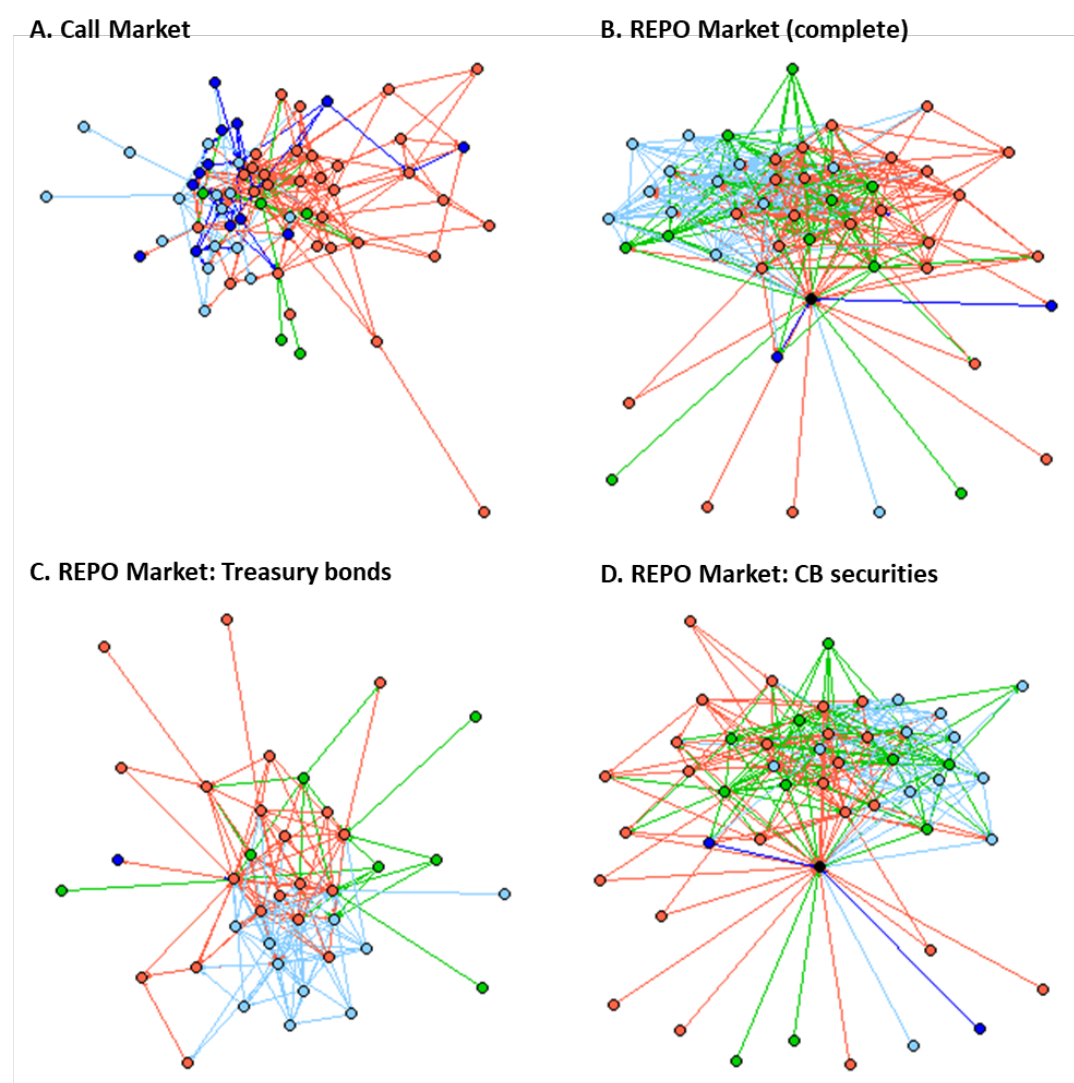 A. Call Market
B. REPO Market (complete)
C. REPO Market: Treasury bonds
D. REPO Market: CB securities